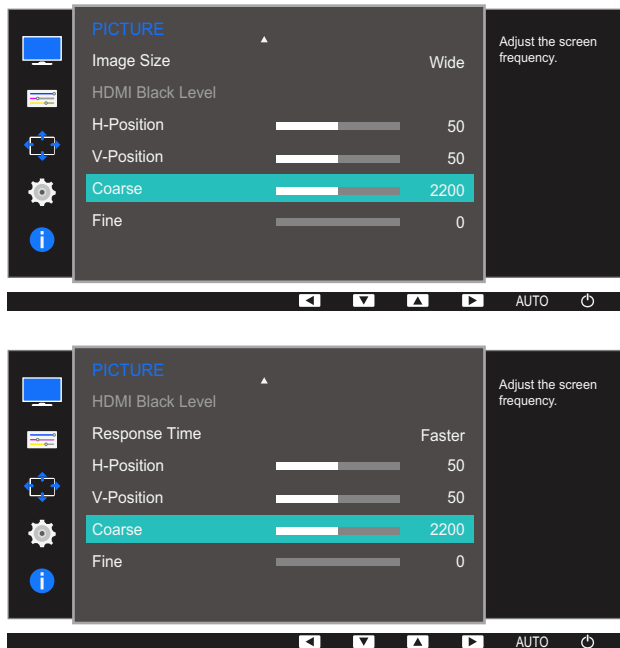 PICTURE
Image Size Wide
HDMI Black Level
H-Position 50
V-Position 50
Coarse 2200
Fine 0
Adjust the screen
frequency.
AUTO
PICTURE
HDMI Black Level
Response Time Faster
H-Position 50
V-Position 50
Coarse 2200
Fine 0
Adjust the screen
frequency.
AUTO